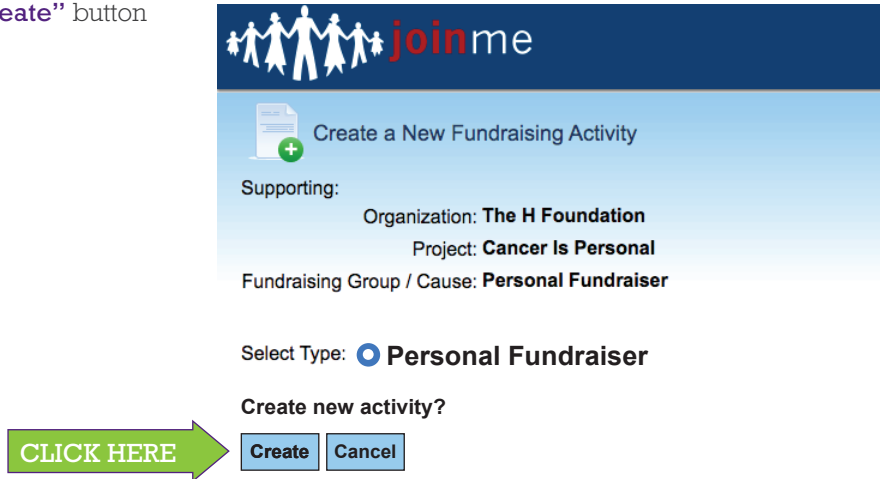 eate” button
joinme
Create a New Fundraising Activity
Supporting:
Organization: The H Foundation
Project: Cancer Is Personal
Fundraising Group / Cause: Personal Fundraiser
Select Type: Personal Fundraiser
Create new activity?
CLICK HERE Create Cancel